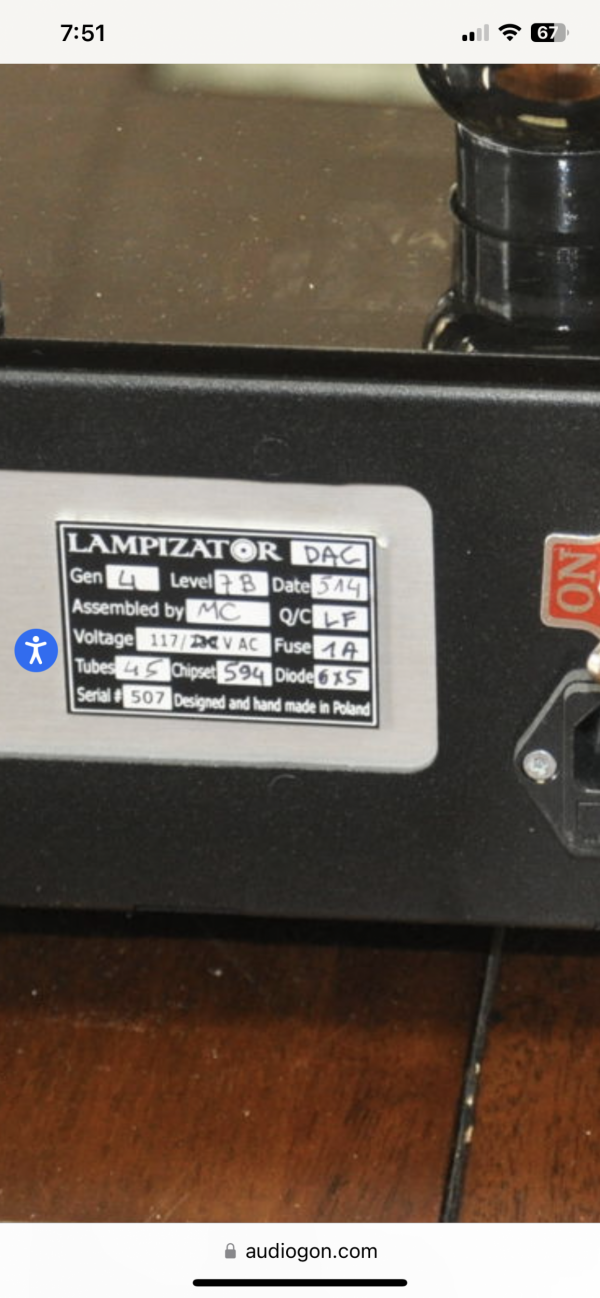 7:51
67
LAMPIZATOR DAC
Gen 4 Level 7B Date 514
Assembled by MC Q/C LF
Voltage 117/ V AC Fuse 1A
Tubes 45 Chipset 594 Diode 6X5
Serial # 507 Designed and hand made in Poland
ON
audiogon.com